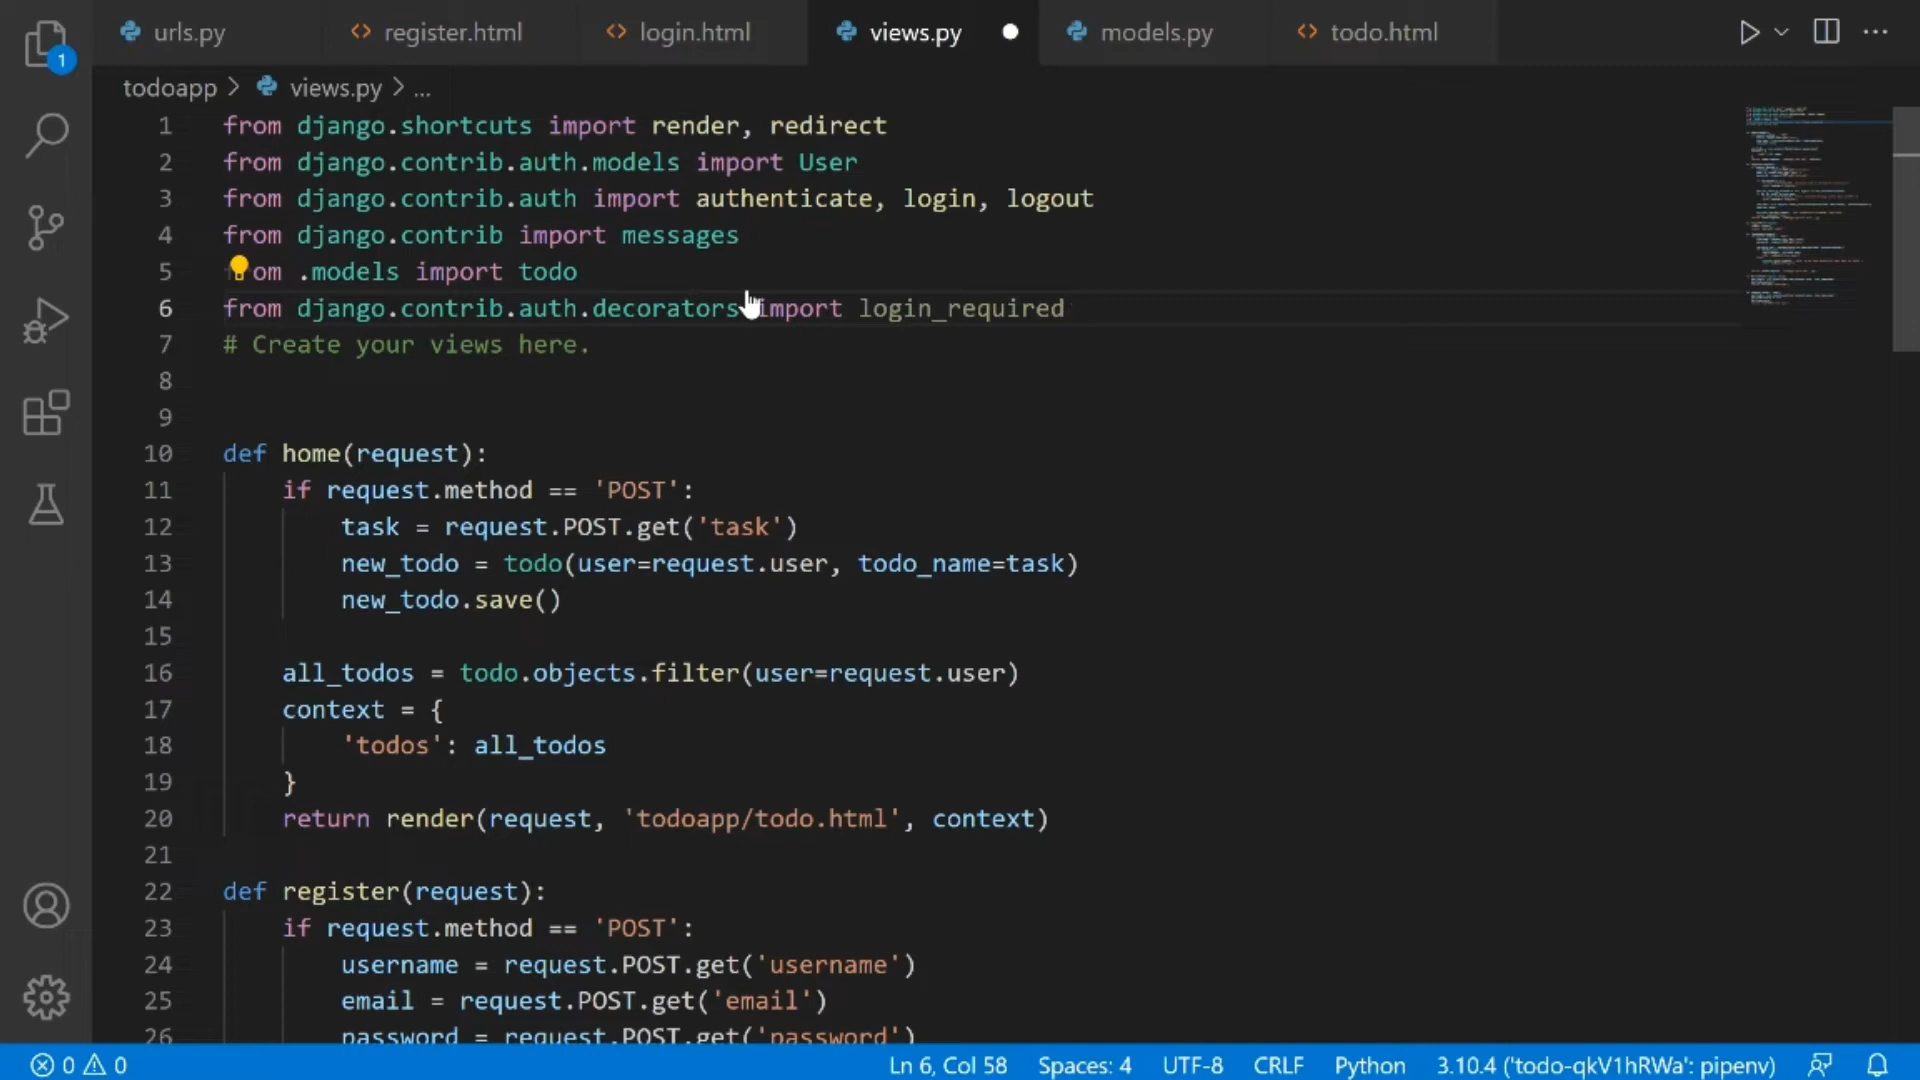 1
urls.py
register.html
login.html
views.py
models.py
todo.html
todoapp > views.py > ...
1 from django.shortcuts import render, redirect
2 from django.contrib.auth.models import User
3 from django.contrib.auth import authenticate, login, logout
4 from django.contrib import messages
5 om .models import todo
6 from django.contrib.auth.decorators import login_required
7 # Create your views here.
8
9
10 def home(request):
11 if request.method == 'POST':
12 task = request.POST.get('task')
13 new_todo = todo(user=request.user, todo_name=task)
14 new_todo.save()
15
16 all_todos = todo.objects.filter(user=request.user)
17 context = {
18 'todos': all_todos
19 }
20 return render(request, 'todoapp/todo.html', context)
21
22 def register(request):
23 if request.method == 'POST':
24 username = request.POST.get('username')
25 email = request.POST.get('email')
26 password = request.POST.get('password')
0 0 Ln 6, Col 58 Spaces: 4 UTF-8 CRLF Python 3.10.4 ('todo-qkV1hRWa': pipenv)